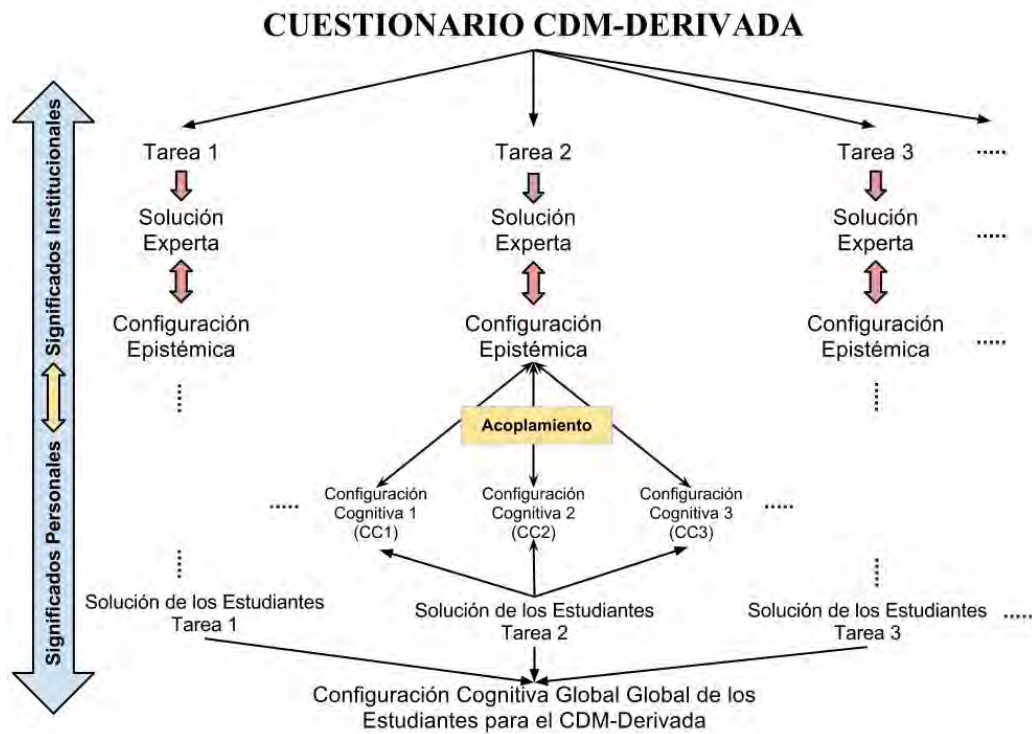 CUESTIONARIO CDM-DERIVADA
Significados Institucionales
Significados Personales
Tarea 1
Tarea 2
Tarea 3
.....
Solución
Experta
Solución
Experta
Solución
Experta
.....
Configuración
Epistémica
Configuración
Epistémica
Configuración
Epistémica
.....
.....
.....
Acoplamiento
.....
Configuración
Cognitiva 1
(CC1)
Configuración
Cognitiva 2
(CC2)
Configuración
Cognitiva 3
(CC3)
.....
.....
.....
Solución de los Estudiantes
Tarea 1
Solución de los Estudiantes
Tarea 2
Solución de los Estudiantes
Tarea 3
.....
Configuración Cognitiva Global Global de los
Estudiantes para el CDM-Derivada